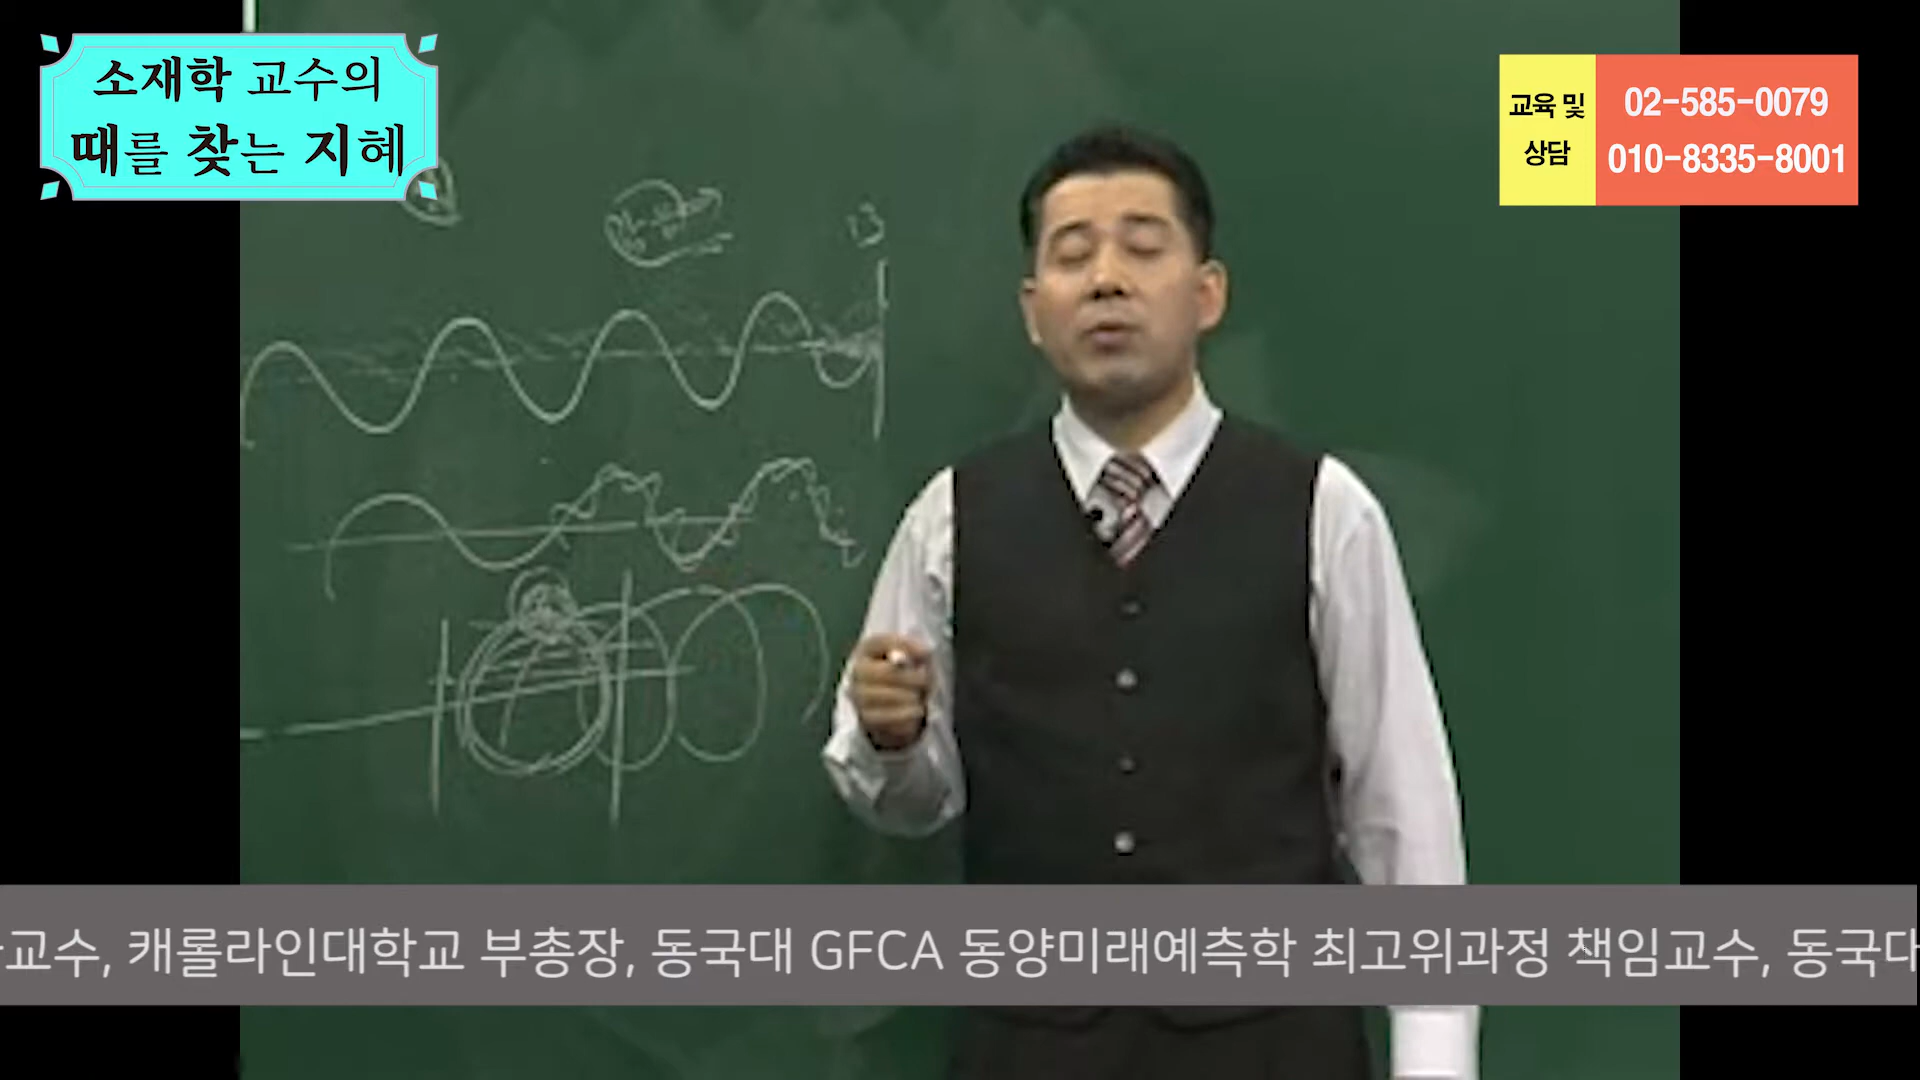 소재학 교수의
때를 찾는 지혜
교육 및
상담
02-585-0079
010-8335-8001
13
교수, 캐롤라인대학교 부총장, 동국대 GFCA 동양미래예측학 최고위과정 책임교수, 동국대